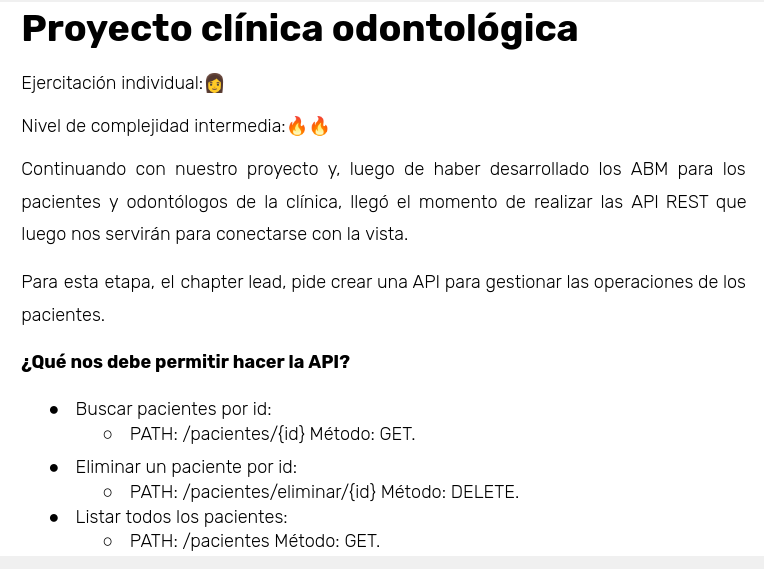 Proyecto clínica odontológica
Ejercitación individual:👩
Nivel de complejidad intermedia:🔥🔥
Continuando con nuestro proyecto y, luego de haber desarrollado los ABM para los
pacientes y odontólogos de la clínica, llegó el momento de realizar las API REST que
luego nos servirán para conectarse con la vista.
Para esta etapa, el chapter lead, pide crear una API para gestionar las operaciones de los
pacientes.
¿Qué nos debe permitir hacer la API?
● Buscar pacientes por id:
○ PATH: /pacientes/{id} Método: GET.
● Eliminar un paciente por id:
○ PATH: /pacientes/eliminar/{id} Método: DELETE.
● Listar todos los pacientes:
○ PATH: /pacientes Método: GET.